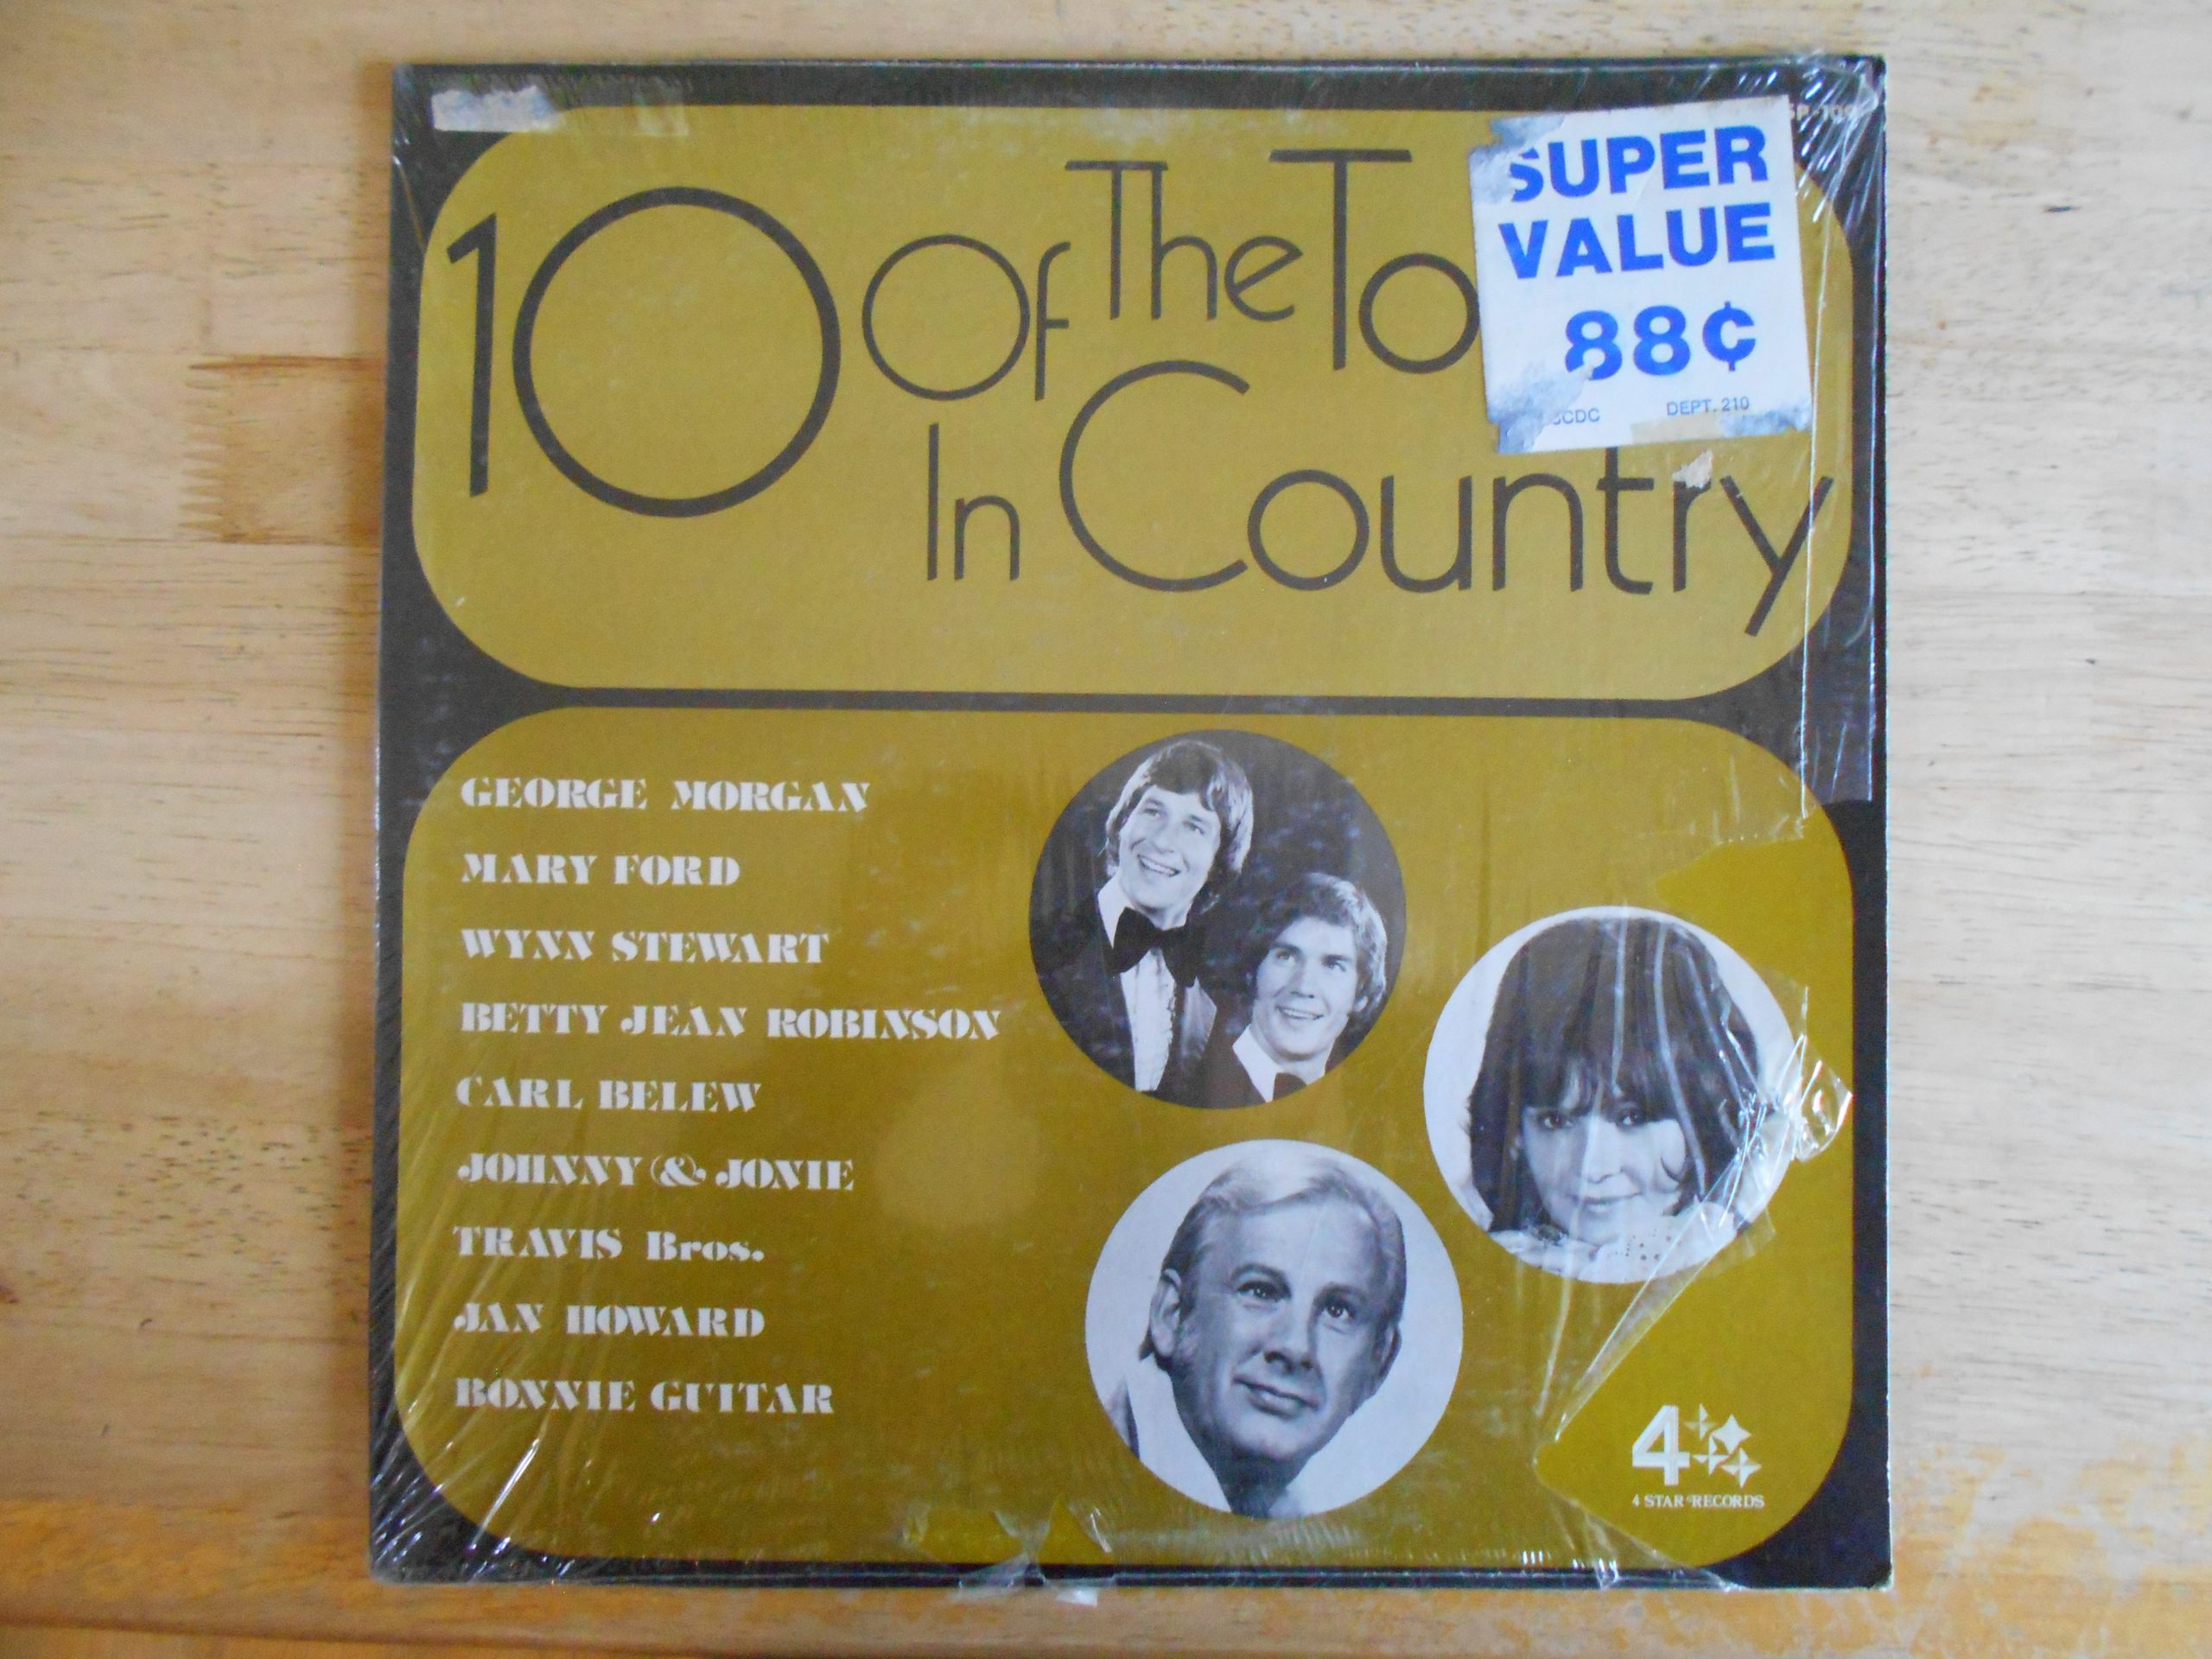 10 Of The To
In Country
SUPER
VALUE
88¢
DEPT. 210
GEORGE MORGAN
MARY FORD
WYNN STEWART
BETTY JEAN ROBINSON
CARL BELEW
JOHNNY & JONIE
TRAVIS Bros.
JAN HOWARD
BONNIE GUITAR
4
4 STAR RECORDS